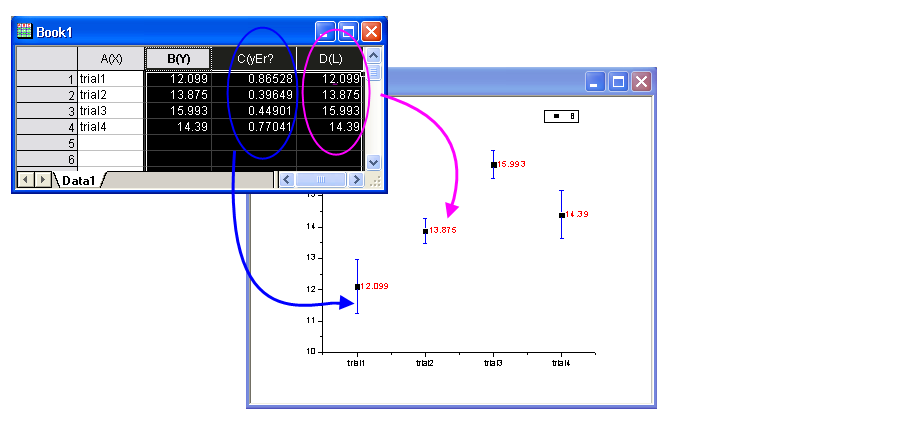 Book1
A(X) B(Y) C(yEr? D(L)
1 trial1 12.099 0.86528 12.099
2 trial2 13.875 0.39649 13.875
3 trial3 15.993 0.44901 15.993
4 trial4 14.39 0.77041 14.39
5
6
Data1
B
15.993
15
14.39
14
13.875
13
12.099
12
11
10
trial1 trial2 trial3 trial4